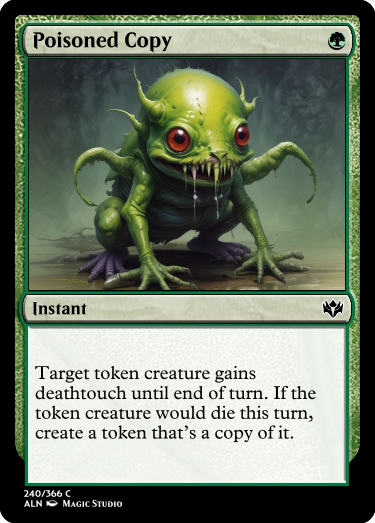 Poisoned Copy
Instant
Target token creature gains
deathtouch until end of turn. If the
token creature would die this turn,
create a token that's a copy of it.
240/366 C
ALN Magic Studio